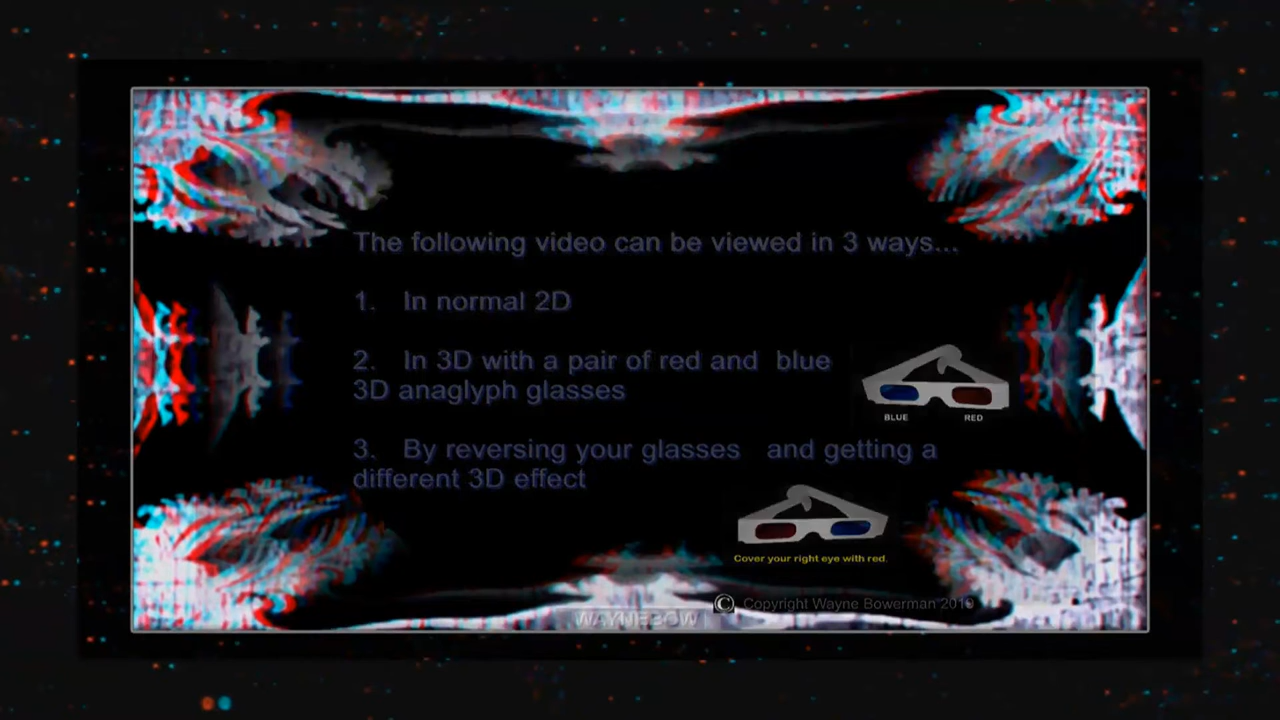 The following video can be viewed in 3 ways...
1. In normal 2D
2. In 3D with a pair of red and blue
3D anaglyph glasses
BLUE RED
3. By reversing your glasses and getting a
different 3D effect
Cover your right eye with red.
© Copyright Wayne Bowerman 2010
WAYNEBOW